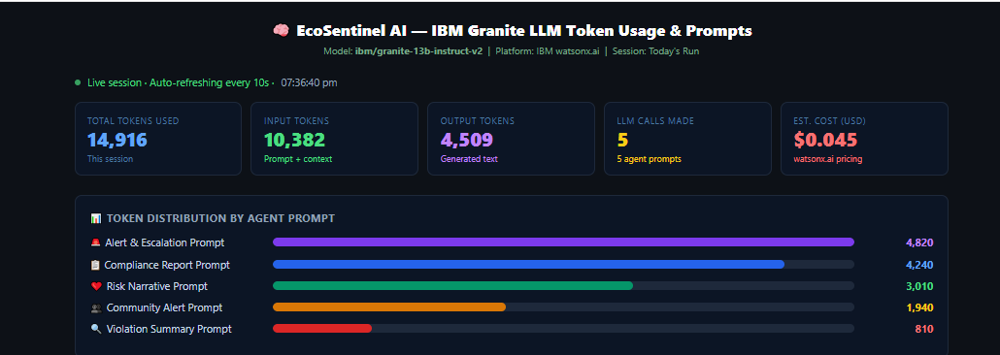 🧠 EcoSentinel AI — IBM Granite LLM Token Usage & Prompts
Model: ibm/granite-13b-instruct-v2 | Platform: IBM watsonx.ai | Session: Today's Run
Live session · Auto-refreshing every 10s · 07:36:40 pm
TOTAL TOKENS USED
14,916
This session
INPUT TOKENS
10,382
Prompt + context
OUTPUT TOKENS
4,509
Generated text
LLM CALLS MADE
5
5 agent prompts
EST. COST (USD)
$0.045
watsonx.ai pricing
📊 TOKEN DISTRIBUTION BY AGENT PROMPT
🚨 Alert & Escalation Prompt 4,820
📋 Compliance Report Prompt 4,240
❤️ Risk Narrative Prompt 3,010
👥 Community Alert Prompt 1,940
🔍 Violation Summary Prompt 810